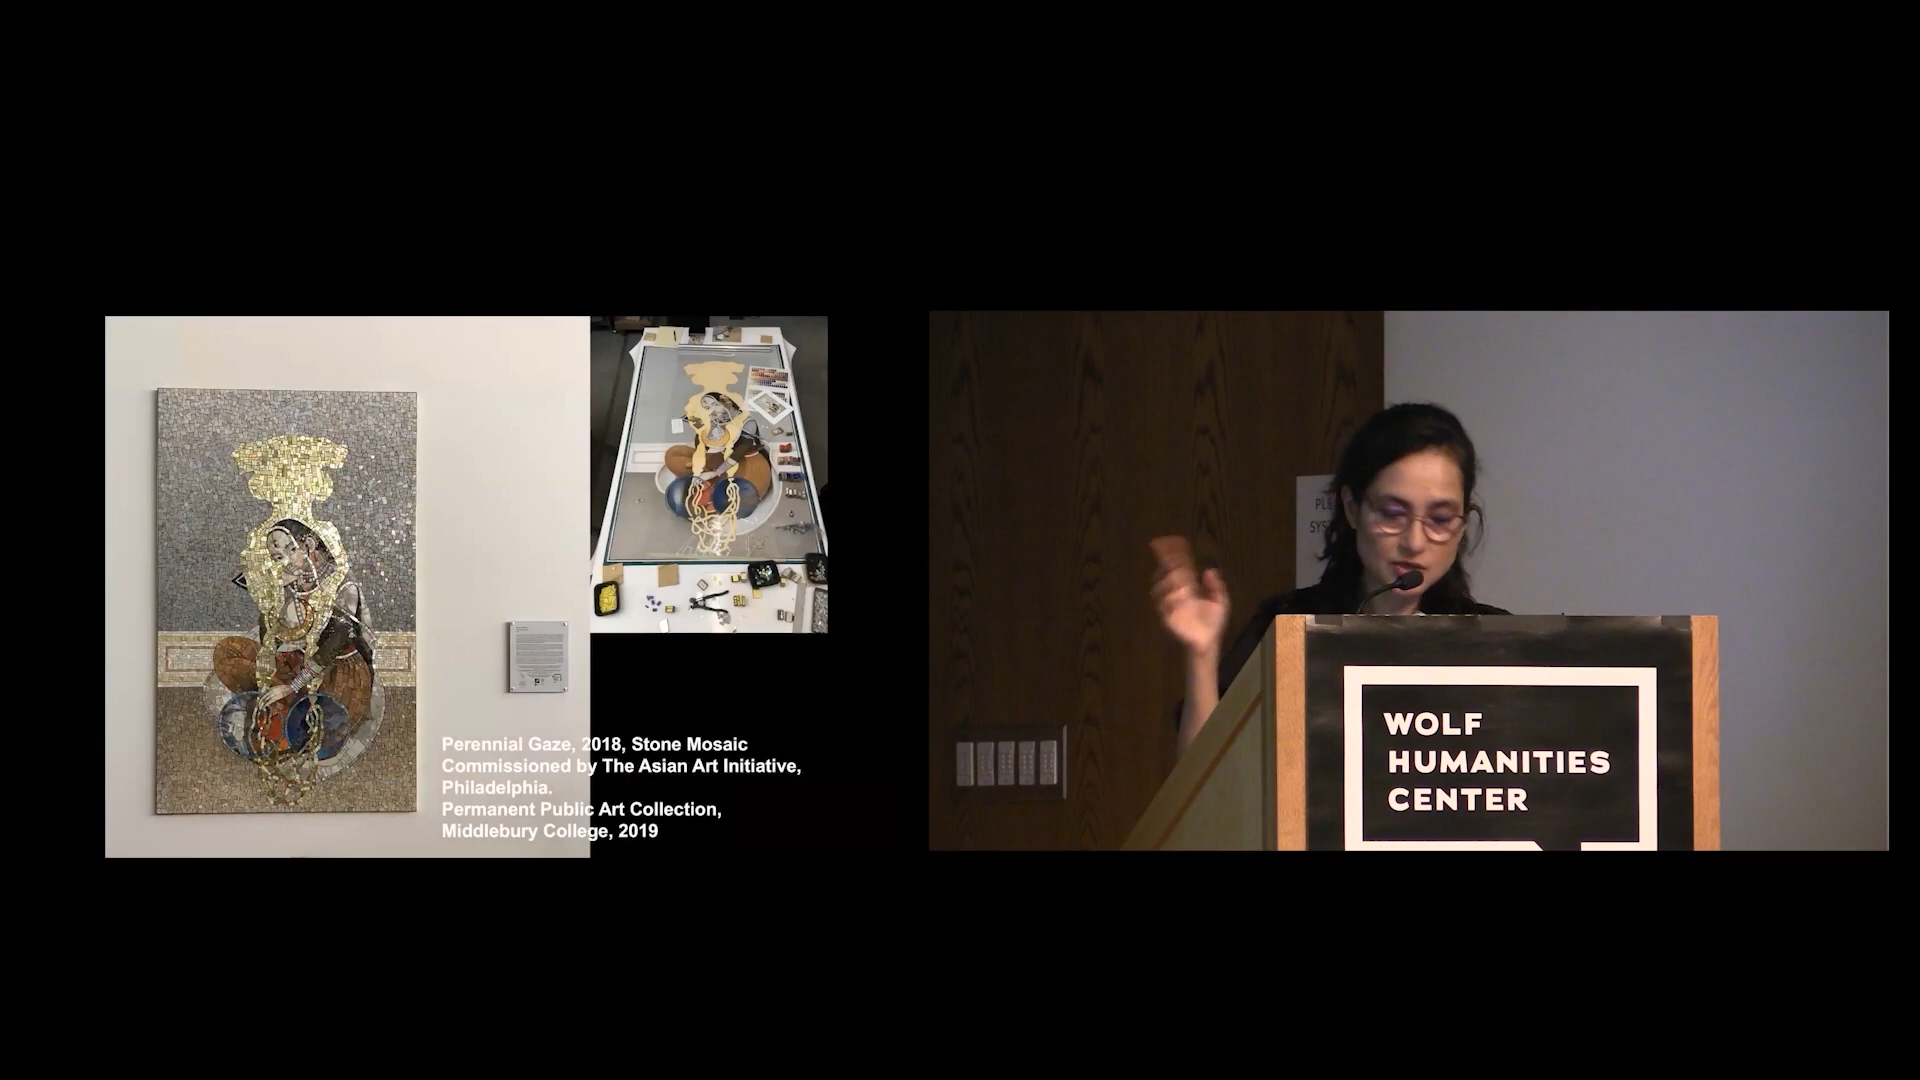 Perennial Gaze, 2018, Stone Mosaic
Commissioned by The Asian Art Initiative,
Philadelphia.
Permanent Public Art Collection,
Middlebury College, 2019
WOLF
HUMANITIES
CENTER